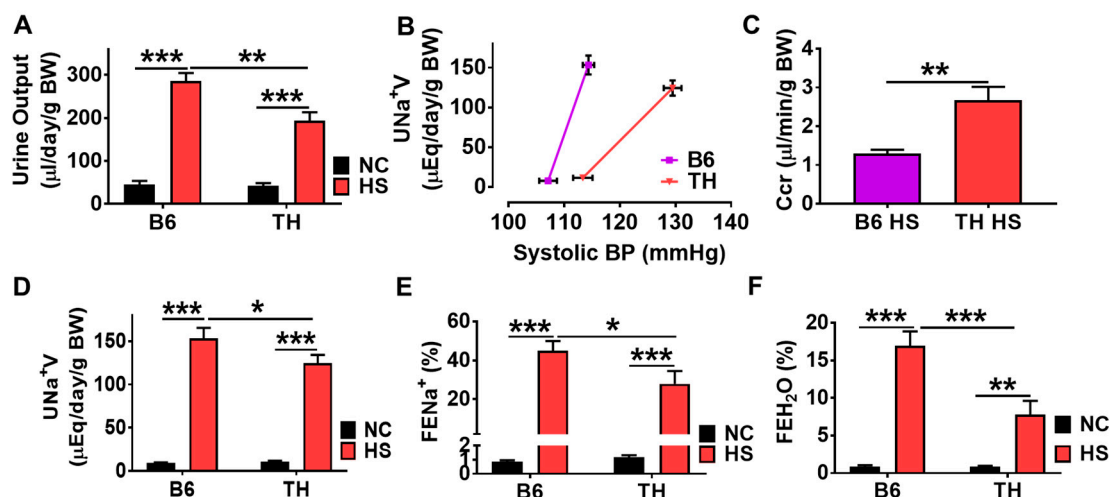 A
Urine Output
(µl/day/g BW)
300
200
100
0
***
**
***
NC
HS
B6
TH
B
UNa⁺V
(µEq/day/g BW)
150
100
50
0
B6
TH
100
110
120
130
140
Systolic BP (mmHg)
C
Ccr (µl/min/g BW)
4
3
2
1
0
**
B6 HS
TH HS
D
UNa⁺V
(µEq/day/g BW)
150
100
50
0
***
*
***
NC
HS
B6
TH
E
FENa⁺ (%)
60
40
20
2
0
***
*
***
NC
HS
B6
TH
F
FEH₂O (%)
20
15
10
5
0
***
***
**
NC
HS
B6
TH